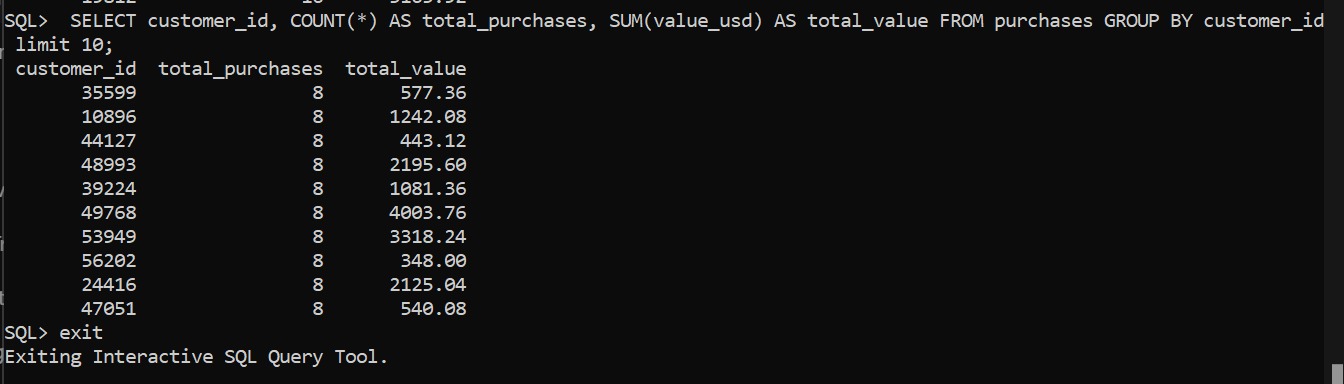 SQL>  SELECT customer_id, COUNT(*) AS total_purchases, SUM(value_usd) AS total_value FROM purchases GROUP BY customer_id
 limit 10;
 customer_id  total_purchases  total_value
       35599                8       577.36
       10896                8      1242.08
       44127                8       443.12
       48993                8      2195.60
       39224                8      1081.36
       49768                8      4003.76
       53949                8      3318.24
       56202                8       348.00
       24416                8      2125.04
       47051                8       540.08
SQL> exit
Exiting Interactive SQL Query Tool.